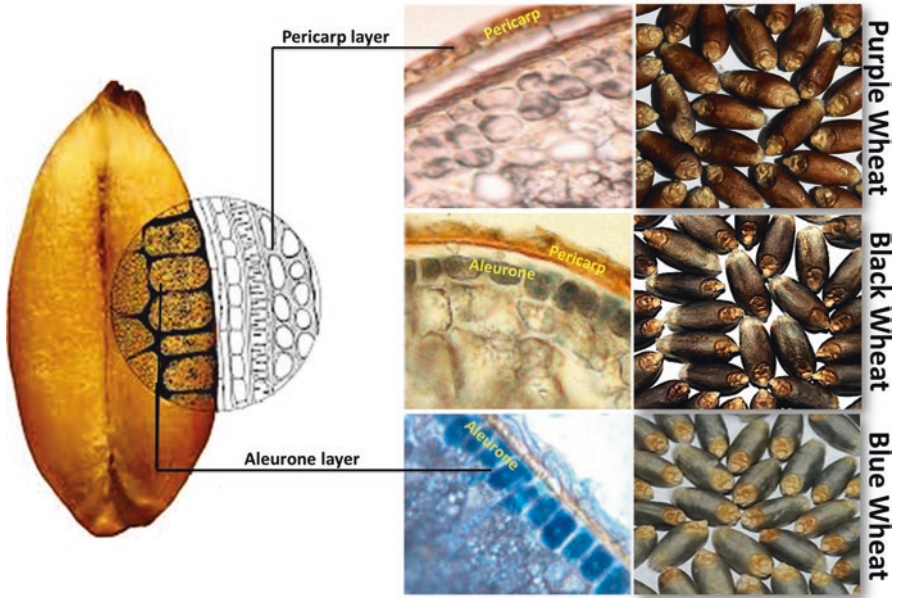 Pericarp layer
Pericarp
Purple Wheat
Aleurone
Pericarp
Black Wheat
Aleurone layer
Aleurone
Blue Wheat